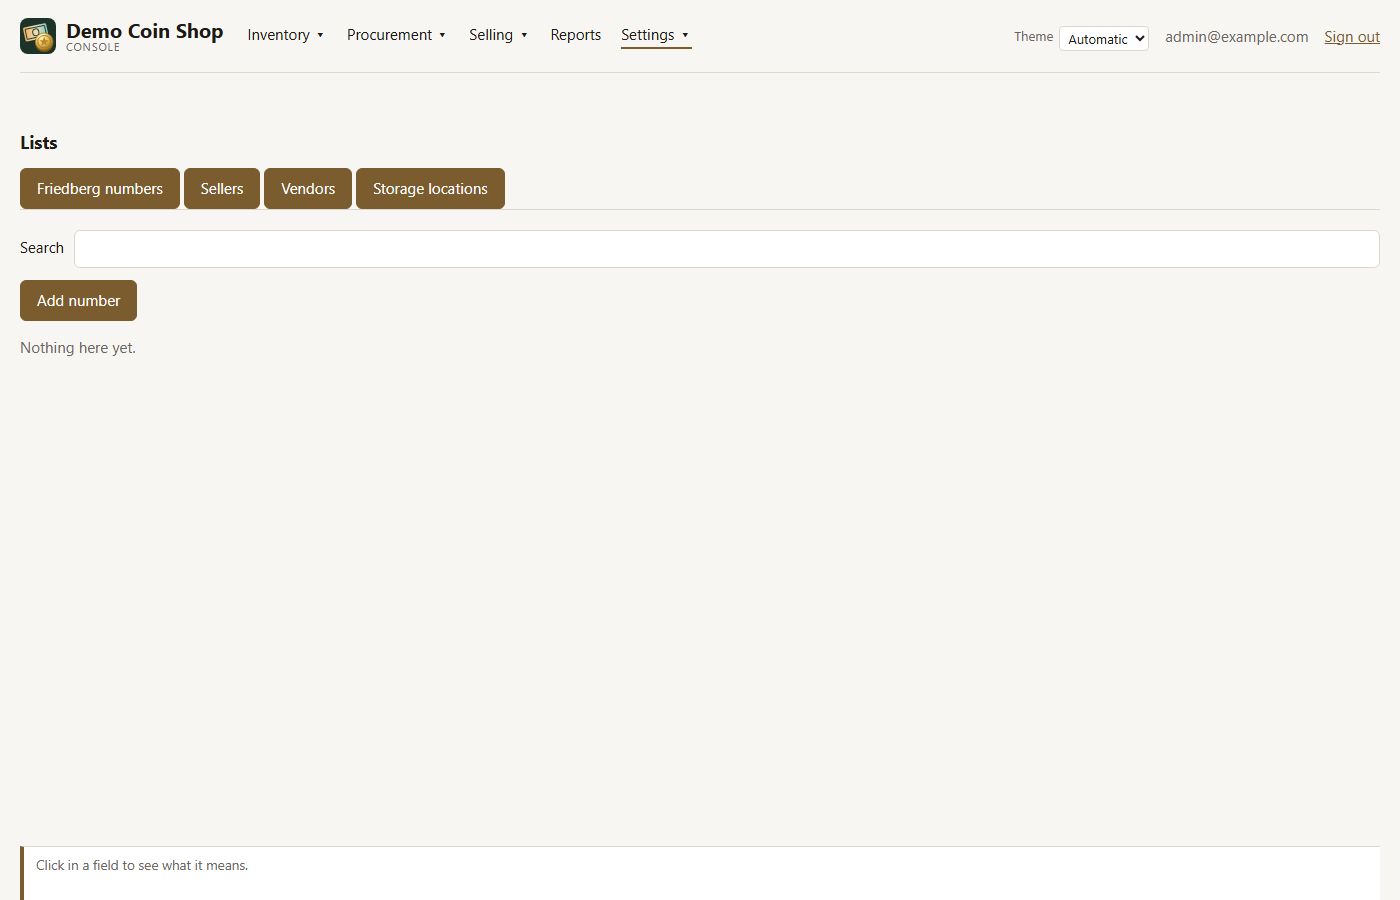 Demo Coin Shop
CONSOLE
Inventory ▼ Procurement ▼ Selling ▼ Reports Settings ▼
Theme Automatic admin@example.com Sign out
Lists
Friedberg numbers Sellers Vendors Storage locations
Search
Add number
Nothing here yet.
Click in a field to see what it means.